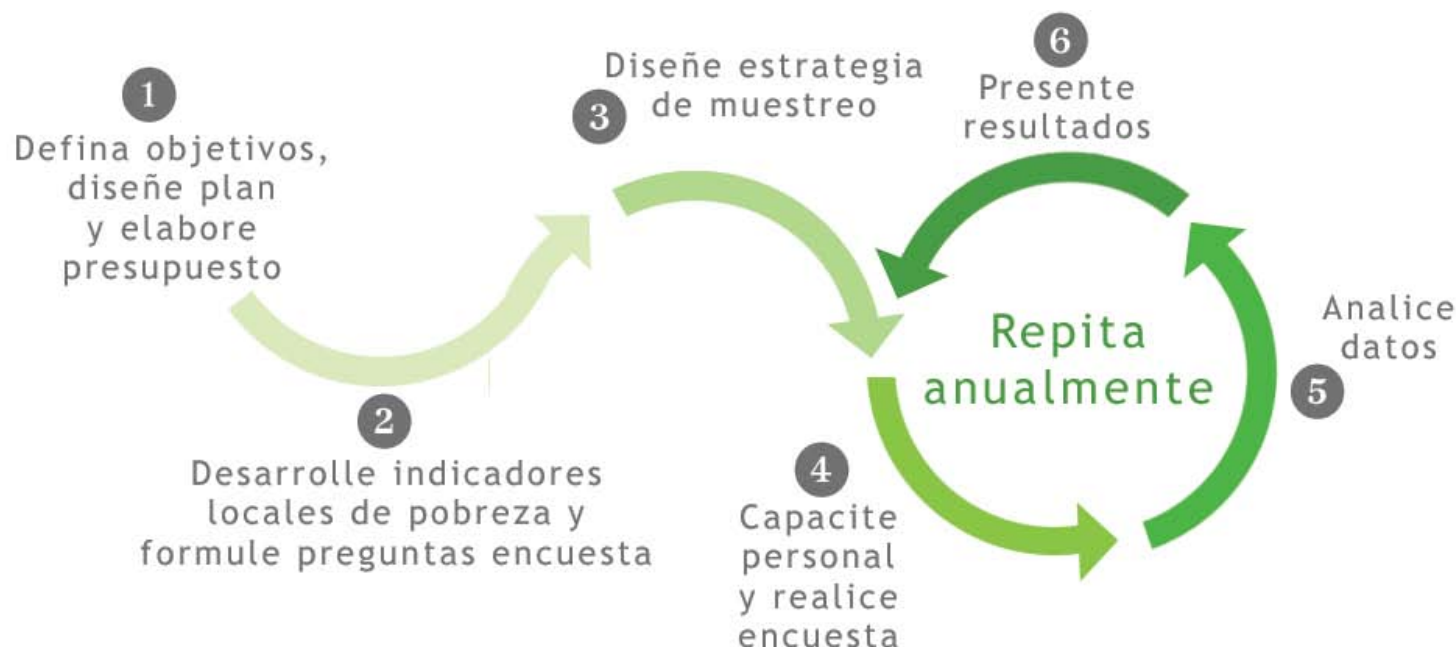 1
Defina objetivos,
diseñe plan
y elabore
presupuesto
2
Desarrolle indicadores
locales de pobreza y
formule preguntas encuesta
3
Diseñe estrategia
de muestreo
4
Capacite
personal
y realice
encuesta
5
Analice
datos
6
Presente
resultados
Repita
anualmente